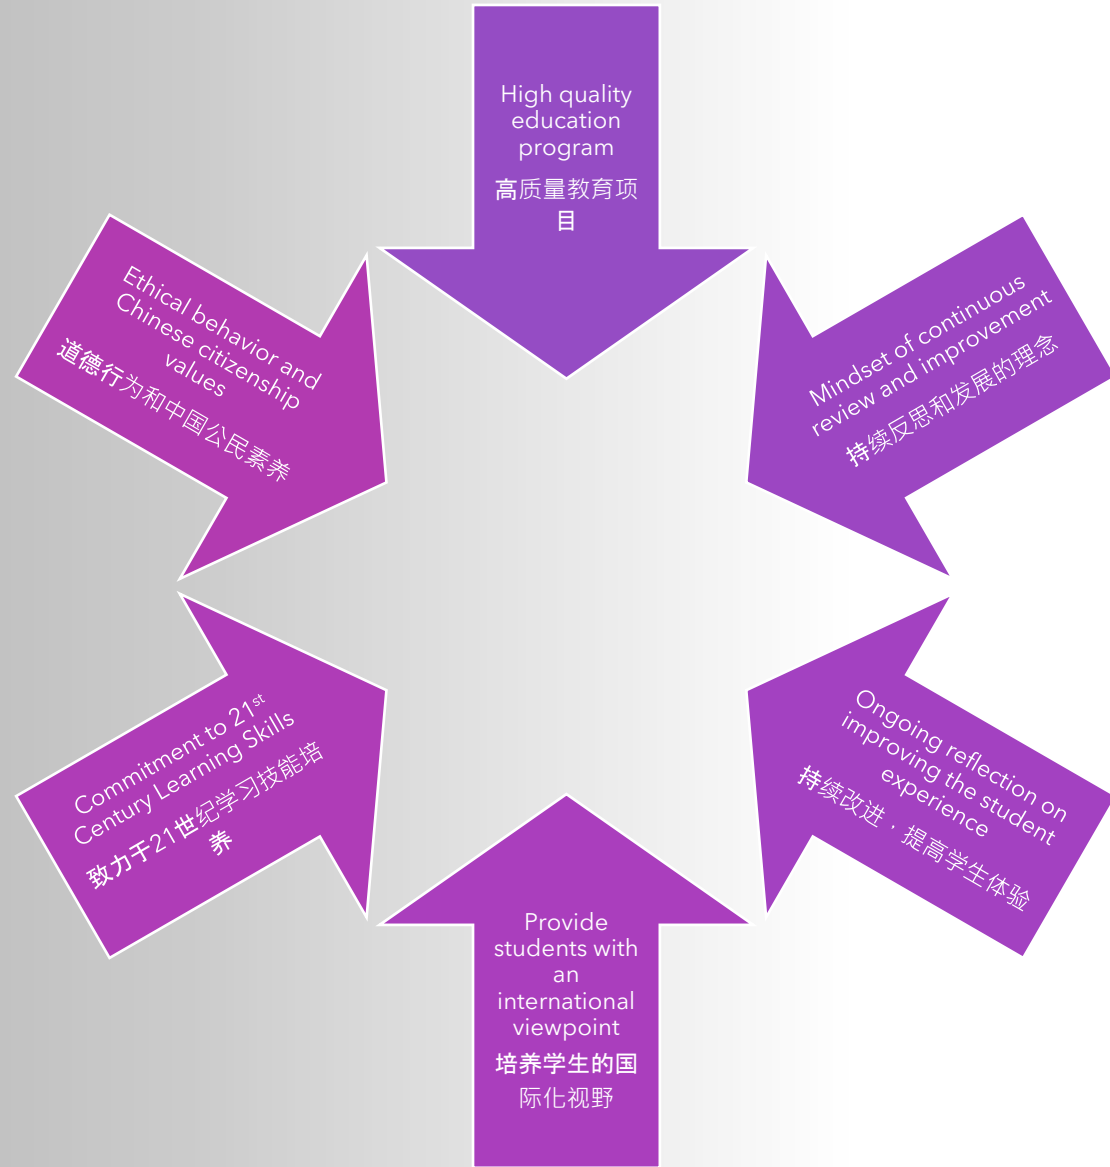 High quality
education
program
高质量教育项
目
Mindset of continuous
review and improvement
持续反思和发展的理念
Ongoing reflection on
improving the student
experience
持续改进，提高学生体验
Provide
students with
an
international
viewpoint
培养学生的国
际化视野
Commitment to 21st
Century Learning Skills
致力于21世纪学习技能培
养
Ethical behavior and
Chinese citizenship
values
道德行为和中国公民素养